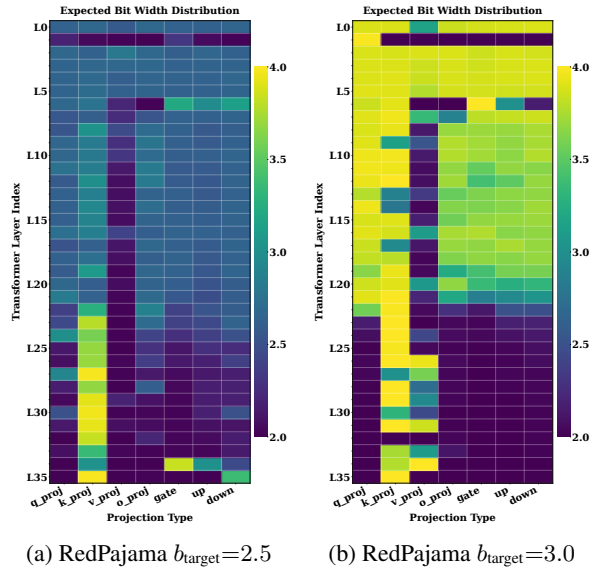 Expected Bit Width Distribution
L0
L5
L10
L15
L20
L25
L30
L35
Transformer Layer Index
q_proj
k_proj
v_proj
o_proj
gate
up
down
Projection Type
4.0
3.5
3.0
2.5
2.0
(a) RedPajama b_target=2.5
Expected Bit Width Distribution
L0
L5
L10
L15
L20
L25
L30
L35
Transformer Layer Index
q_proj
k_proj
v_proj
o_proj
gate
up
down
Projection Type
4.0
3.5
3.0
2.5
2.0
(b) RedPajama b_target=3.0